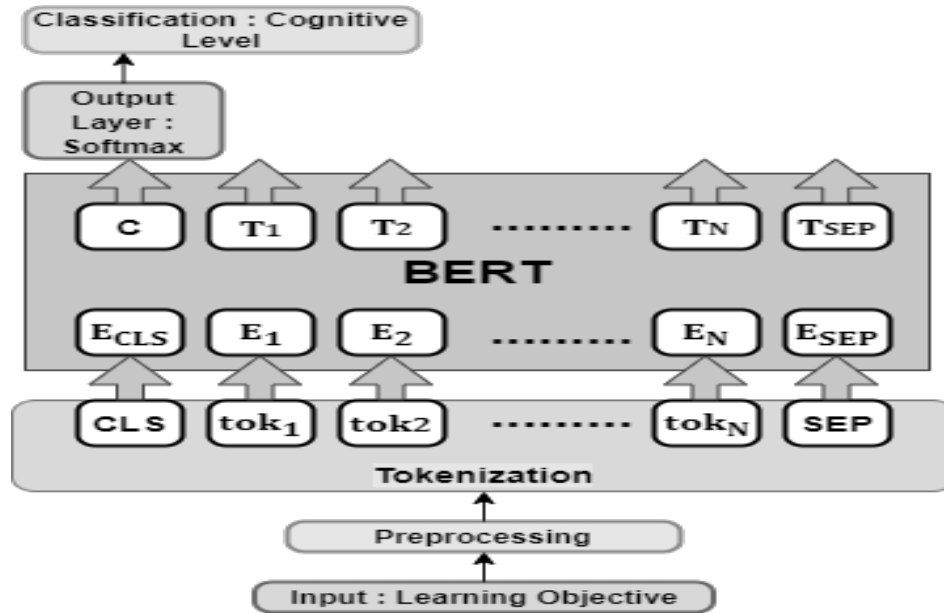 Classification : Cognitive
Level
Output
Layer :
Softmax
C T1 T2 ......... TN TSEP
BERT
ECLS E1 E2 ......... EN ESEP
CLS tok1 tok2 ......... tokN SEP
Tokenization
Preprocessing
Input : Learning Objective